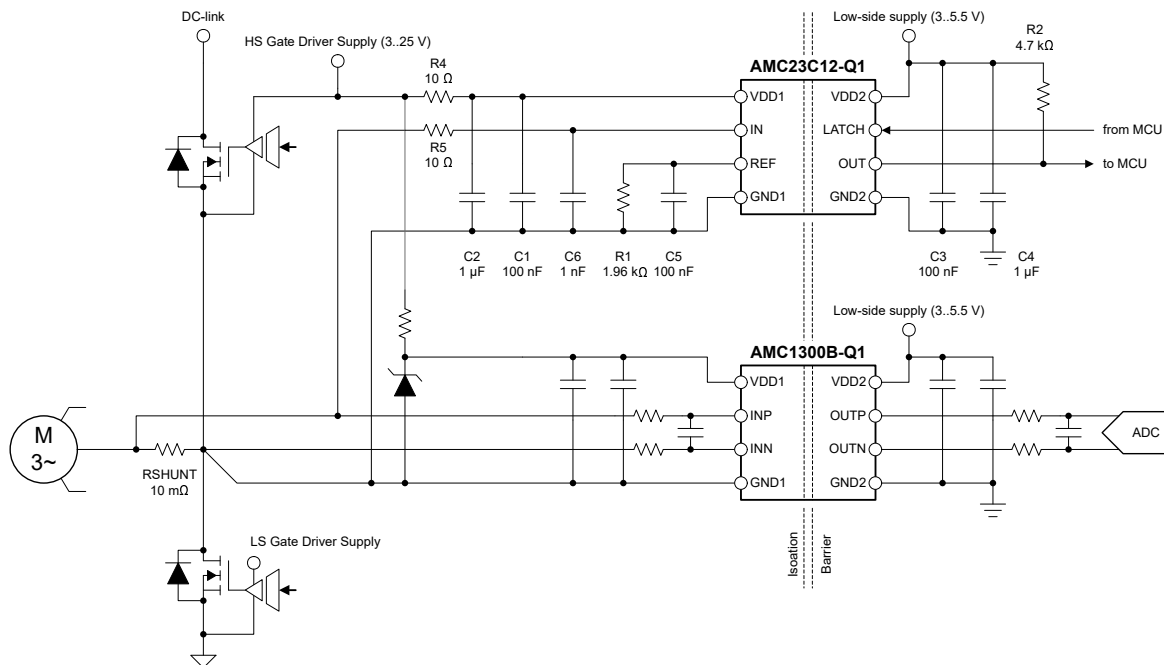 DC-link
HS Gate Driver Supply (3..25 V)
Low-side supply (3..5.5 V)
R2
4.7 kΩ
R4
10 Ω
AMC23C12-Q1
VDD1
VDD2
IN
LATCH
from MCU
R5
10 Ω
REF
OUT
to MCU
GND1
GND2
C2
1 µF
C1
100 nF
C6
1 nF
R1
1.96 kΩ
C5
100 nF
C3
100 nF
C4
1 µF
Low-side supply (3..5.5 V)
AMC1300B-Q1
VDD1
VDD2
INP
OUTP
M
3~
INN
OUTN
ADC
RSHUNT
10 mΩ
GND1
GND2
LS Gate Driver Supply
Isoation
Barrier